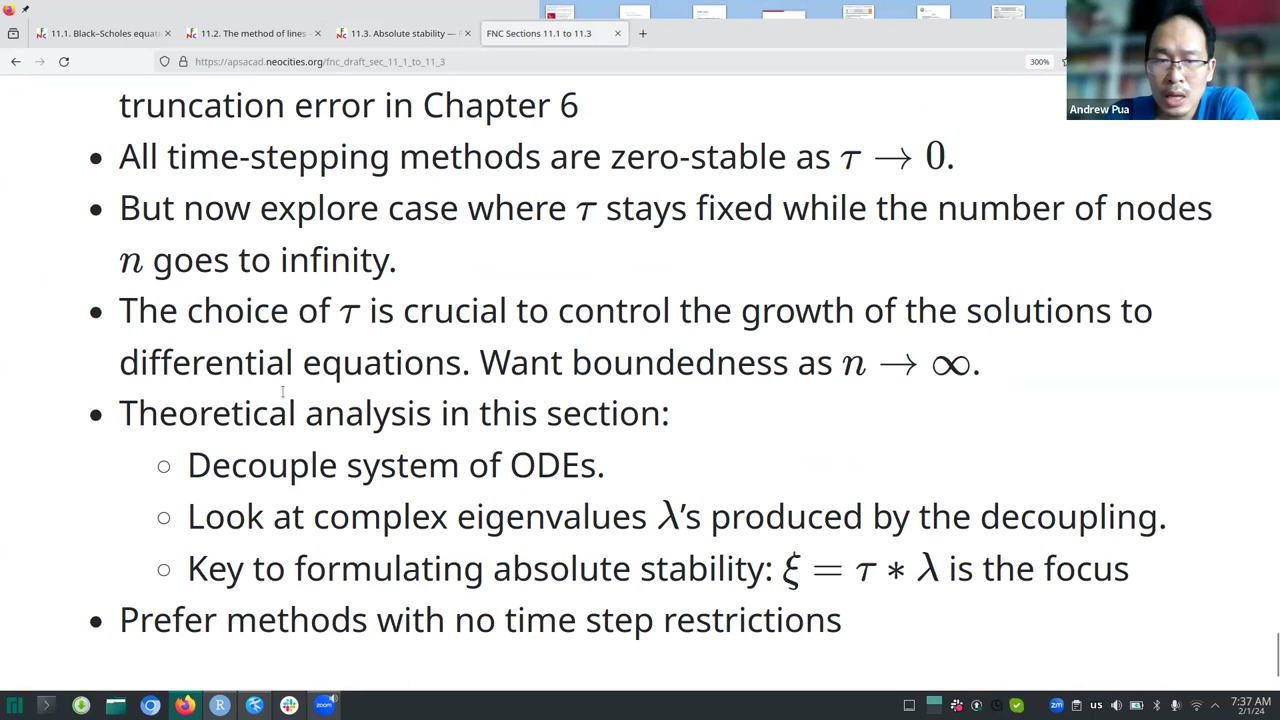 11.1. Black–Scholes equat
11.2. The method of lines
11.3. Absolute stability —
FNC Sections 11.1 to 11.3
https://apsacad.neocities.org/fnc_draft_sec_11_1_to_11_3
300%
Andrew Pua
truncation error in Chapter 6
All time-stepping methods are zero-stable as τ → 0.
But now explore case where τ stays fixed while the number of nodes
n goes to infinity.
The choice of τ is crucial to control the growth of the solutions to
differential equations. Want boundedness as n → ∞.
Theoretical analysis in this section:
Decouple system of ODEs.
Look at complex eigenvalues λ’s produced by the decoupling.
Key to formulating absolute stability: ξ = τ ∗ λ is the focus
Prefer methods with no time step restrictions
R
zoom
zm
us
7:37 AM
2/1/24